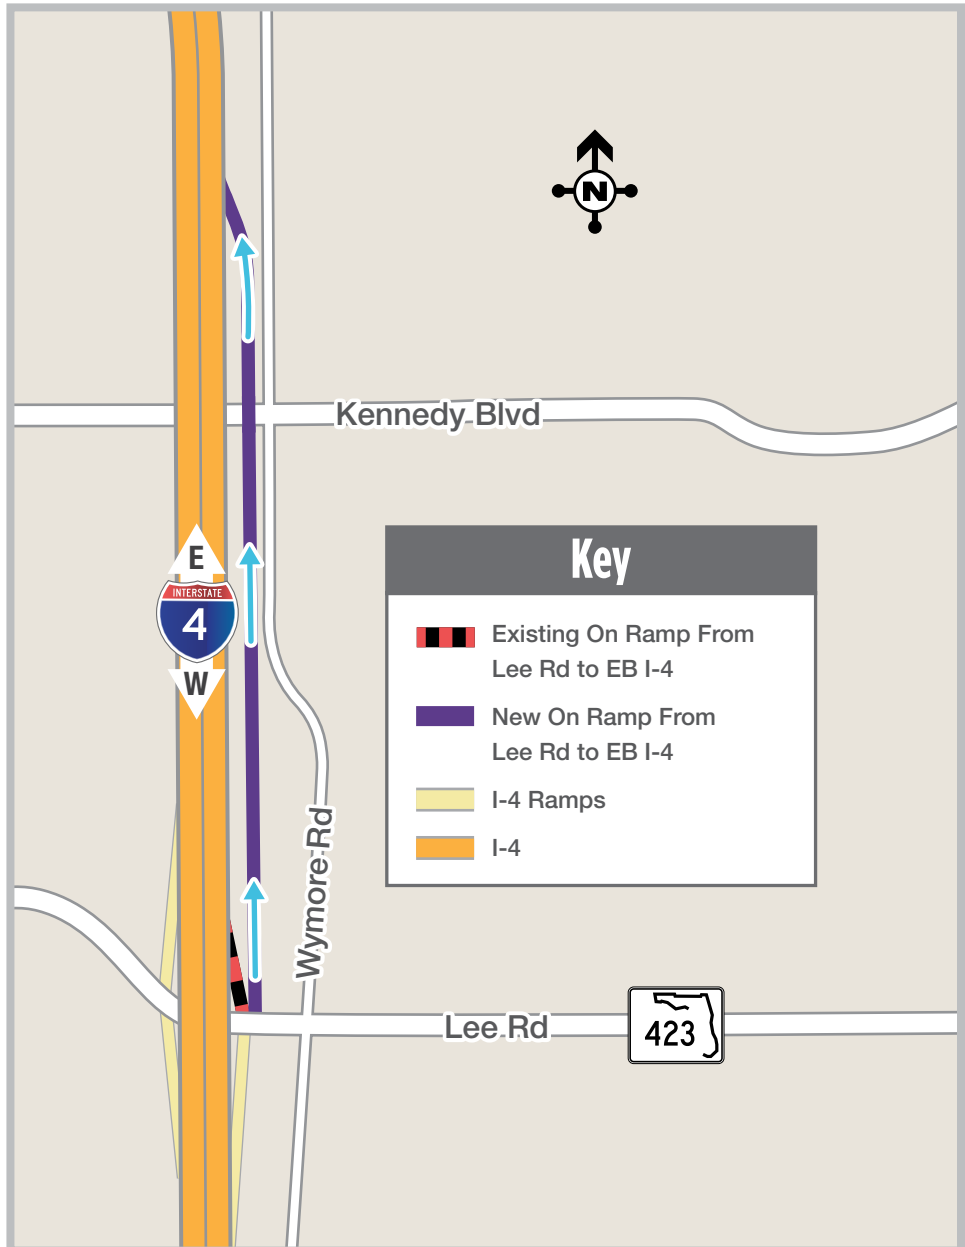 N
Kennedy Blvd
E
INTERSTATE
4
W
Key
Existing On Ramp From
Lee Rd to EB I-4
New On Ramp From
Lee Rd to EB I-4
I-4 Ramps
I-4
Wymore Rd
Lee Rd
423